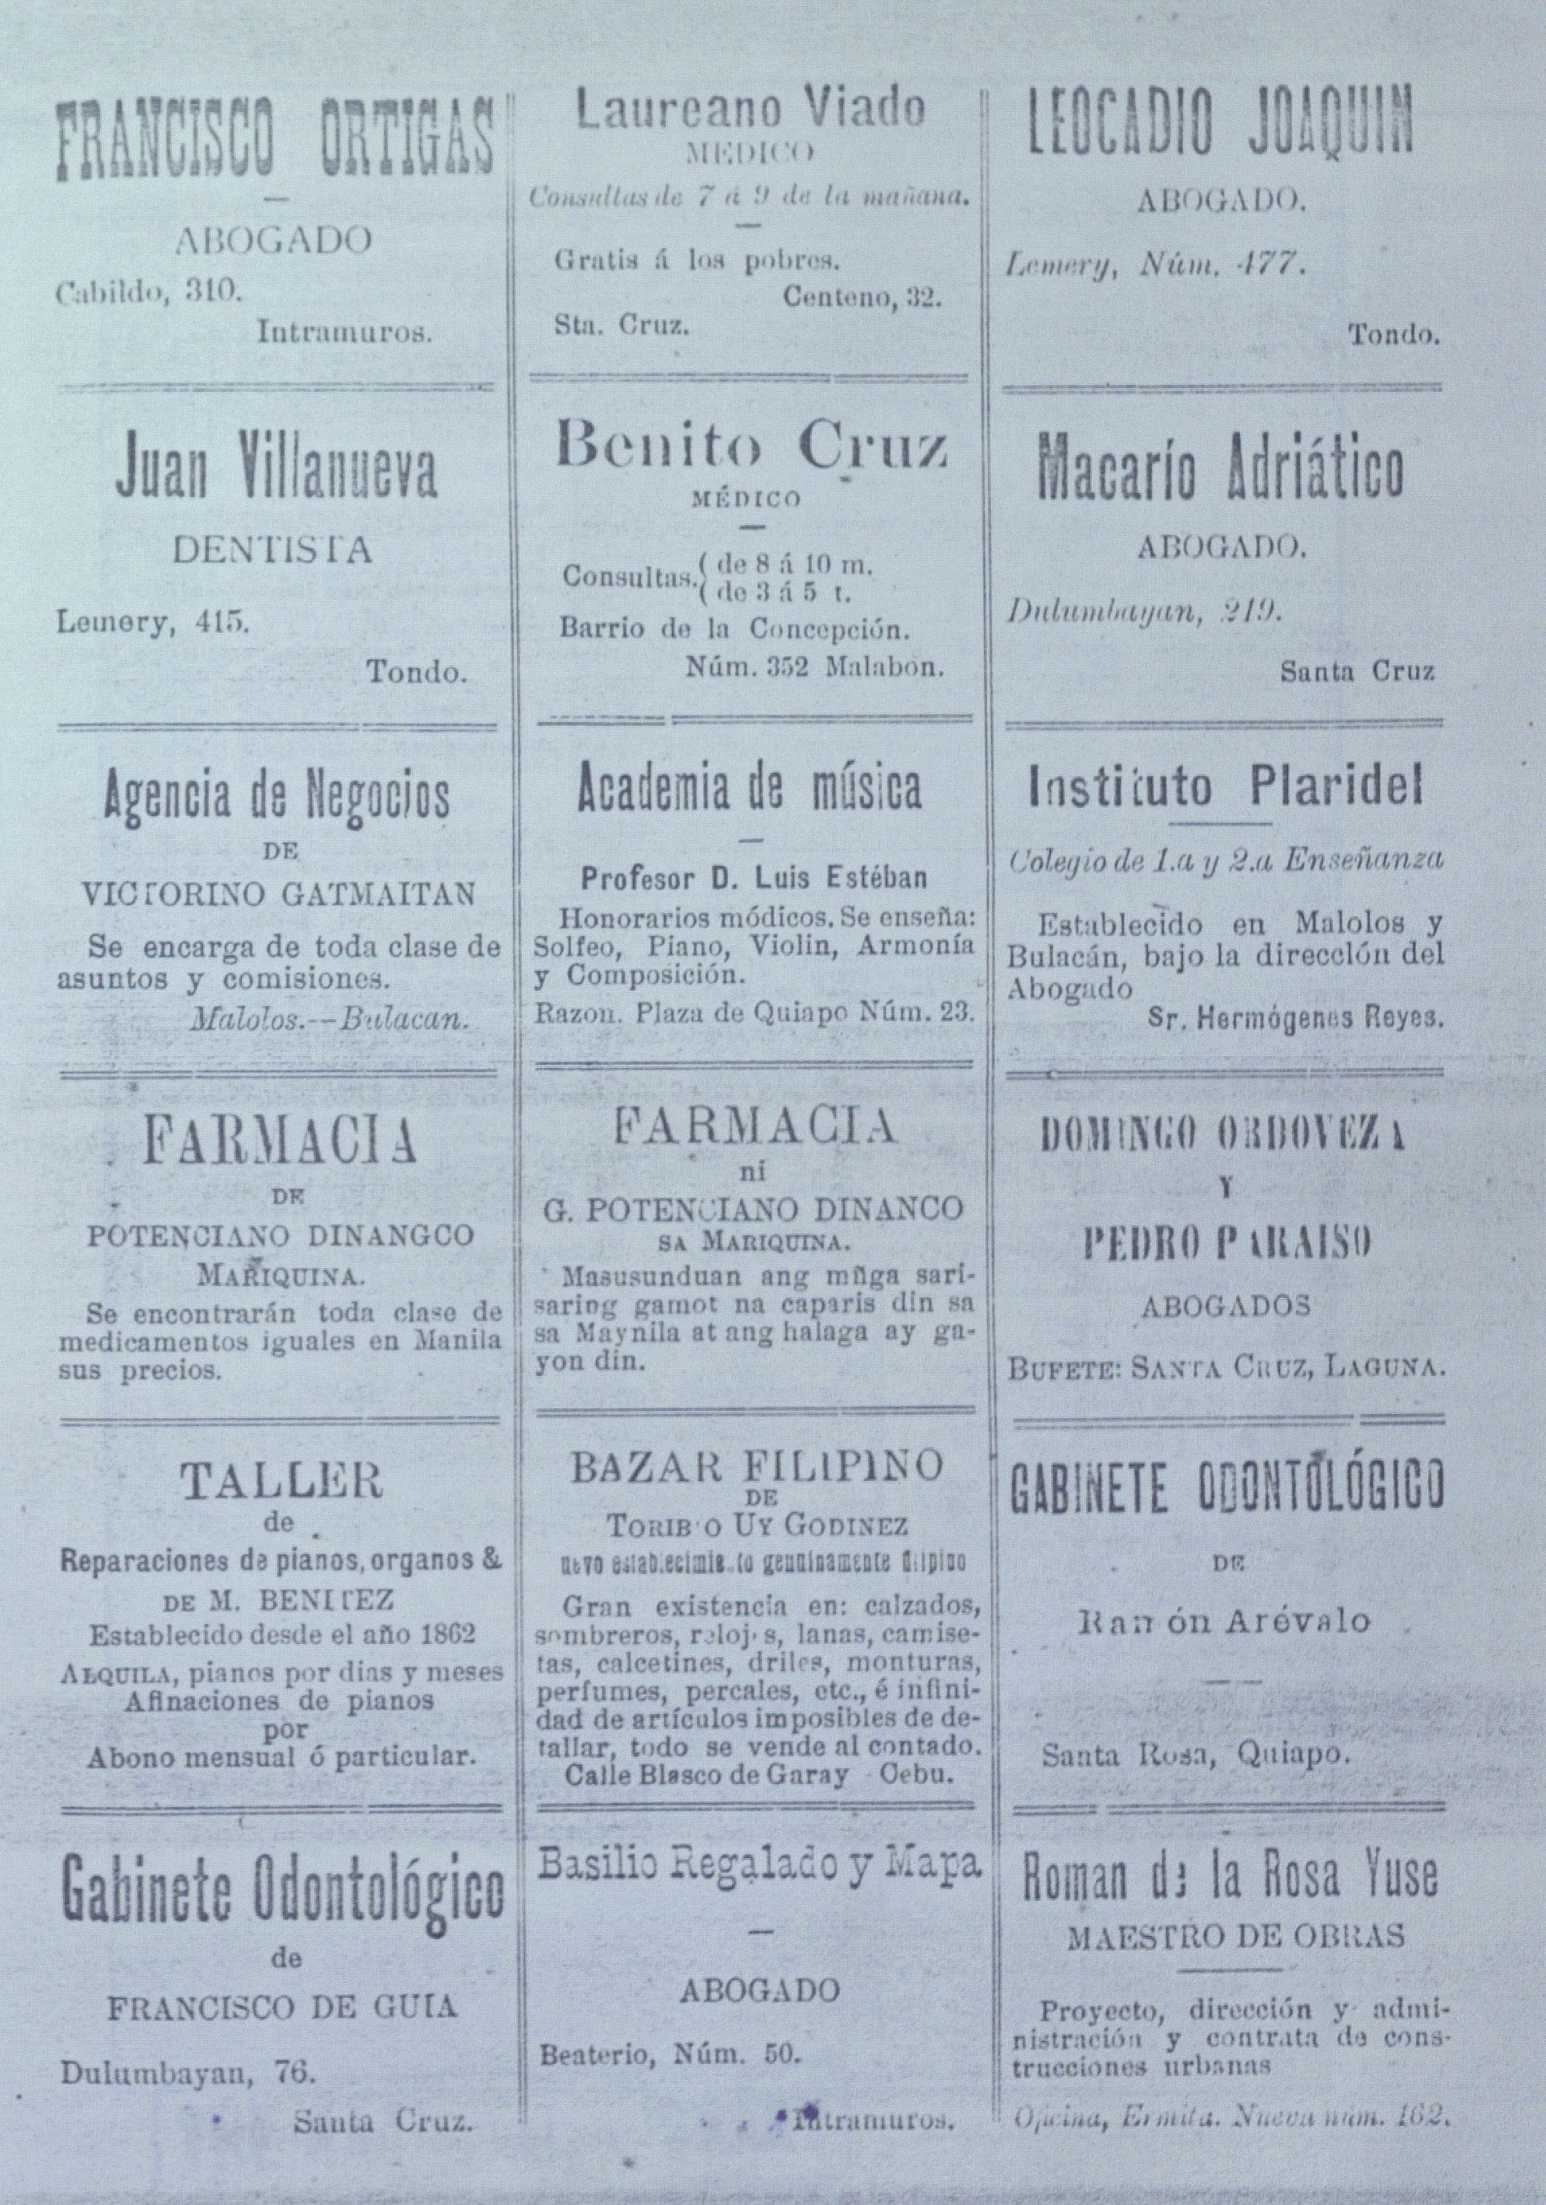 FRANCISCO ORTIGAS
ABOGADO
Cabildo, 310.
Intramuros.
Juan Villanueva
DENTISTA
Lemery, 415.
Tondo.
Agencia de Negocios
DE
VICTORINO GATMAITAN
Se encarga de toda clase de
asuntos y comisiones.
Malolos.--Bulacan.
FARMACIA
DE
POTENCIANO DINANGCO
MARIQUINA.
Se encontrarán toda clase de
medicamentos iguales en Manila
sus precios.
TALLER
de
Reparaciones de pianos, organos &
DE M. BENITEZ
Establecido desde el año 1862
ALQUILA, pianos por dias y meses
Afinaciones de pianos
por
Abono mensual ó particular.
Gabinete Odontológico
de
FRANCISCO DE GUIA
Dulumbayan, 76.
Santa Cruz.
Laureano Viado
MÉDICO
Consultas de 7 á 9 de la mañana.
Gratis á los pobres.
Centeno, 32.
Sta. Cruz.
Benito Cruz
MÉDICO
Consultas. ( de 8 á 10 m.
( de 3 á 5 t.
Barrio de la Concepción.
Núm. 352 Malabón.
Academia de música
Profesor D. Luis Estéban
Honorarios módicos. Se enseña:
Solfeo, Piano, Violin, Armonía
y Composición.
Razon. Plaza de Quiapo Núm. 23.
FARMACIA
ni
G. POTENCIANO DINANCO
SA MARIQUINA.
Masusunduan ang mñga sari-
saring gamot na caparis din sa
sa Maynila at ang halaga ay ga-
yon din.
BAZAR FILIPINO
DE
TORIBIO UY GODINEZ
nuevo establecimiento genuinamente filipino
Gran existencia en: calzados,
sombreros, relojes, lanas, camise-
tas, calcetines, driles, monturas,
perfumes, percales, etc., é infini-
dad de artículos imposibles de de-
tallar, todo se vende al contado.
Calle Blasco de Garay - Cebu.
Basilio Regalado y Mapa
ABOGADO
Beaterio, Núm. 50.
Intramuros.
LEOCADIO JOAQUIN
ABOGADO.
Lemery, Núm. 477.
Tondo.
Macarío Adriático
ABOGADO.
Dulumbayan, 219.
Santa Cruz
Instituto Plaridel
Colegio de 1.a y 2.a Enseñanza
Establecido en Malolos y
Bulacán, bajo la dirección del
Abogado
Sr. Hermógenes Reyes.
DOMINGO ORDOVEZA
Y
PEDRO PARAISO
ABOGADOS
BUFETE: SANTA CRUZ, LAGUNA.
GABINETE ODONTOLÓGICO
DE
Ramón Arévalo
Santa Rosa, Quiapo.
Roman de la Rosa Yuse
MAESTRO DE OBRAS
Proyecto, dirección y admi-
nistración y contrata de cons-
trucciones urbanas
Oficina, Ermita. Nueva núm. 162.